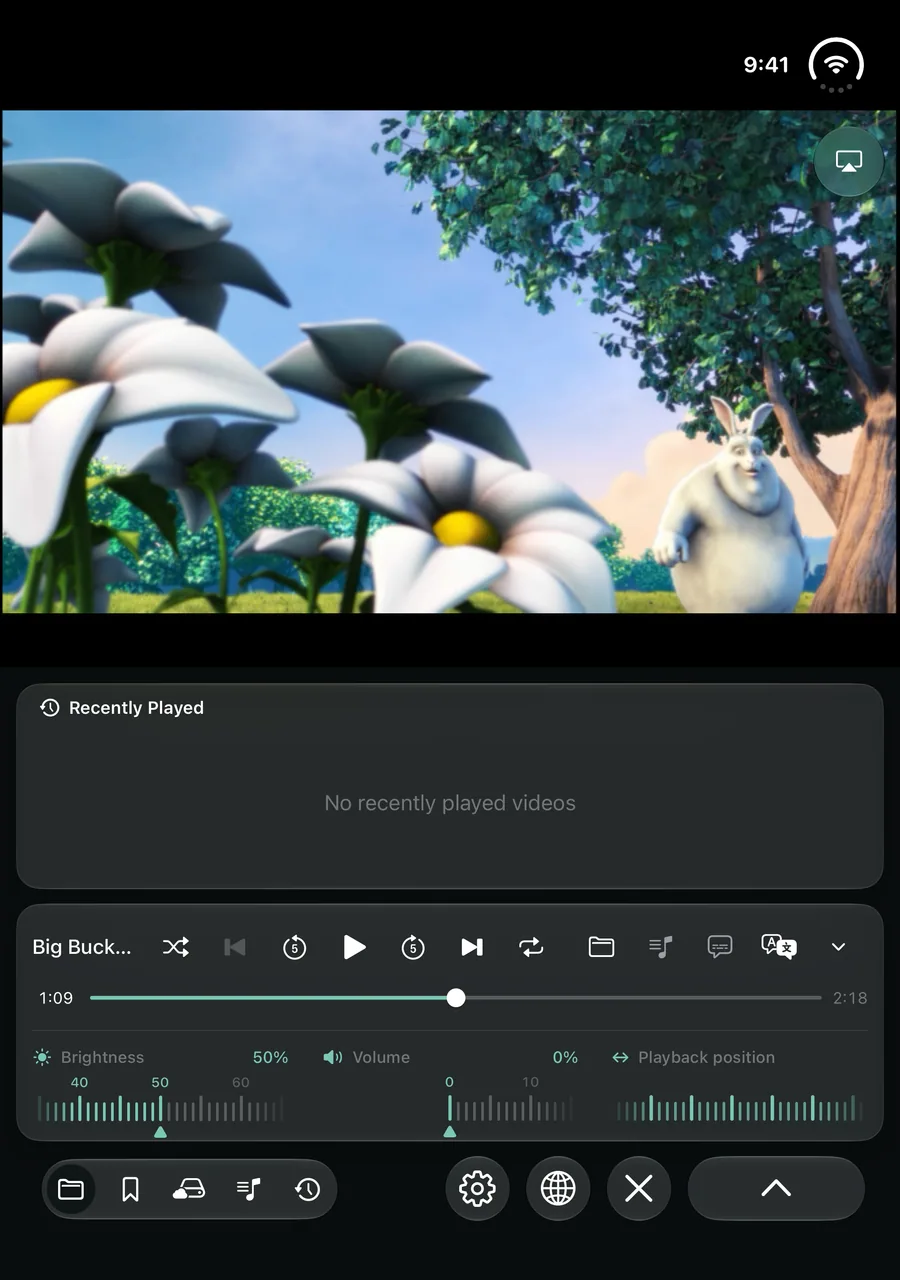 9:41
Recently Played
No recently played videos
Big Buck...
5
5
A 文
1:09
2:18
Brightness 50%
Volume 0%
Playback position
40 50 60
0 10